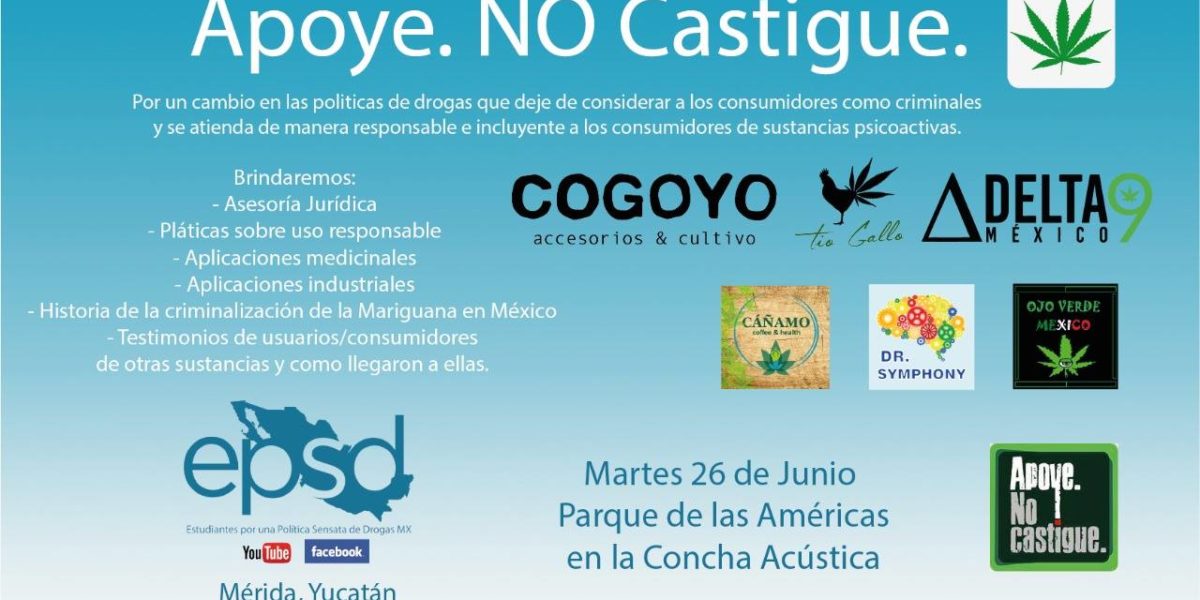 Apoye. NO Castigue.
Por un cambio en las politicas de drogas que deje de considerar a los consumidores como criminales
y se atienda de manera responsable e incluyente a los consumidores de sustancias psicoactivas.
Brindaremos:
- Asesoría Jurídica
- Pláticas sobre uso responsable
- Aplicaciones medicinales
- Aplicaciones industriales
- Historia de la criminalización de la Mariguana en México
- Testimonios de usuarios/consumidores
de otras sustancias y como llegaron a ellas.
COGOYO
accesorios & cultivo
Tío Gallo
DELTA 9
MÉXICO
CÁÑAMO
coffee & health
DR.
SYMPHONY
OJO VERDE
MEXICO
epsd
Estudiantes por una Política Sensata de Drogas MX
YouTube facebook
Mérida, Yucatán
Martes 26 de Junio
Parque de las Américas
en la Concha Acústica
Apoye.
No
castigue.